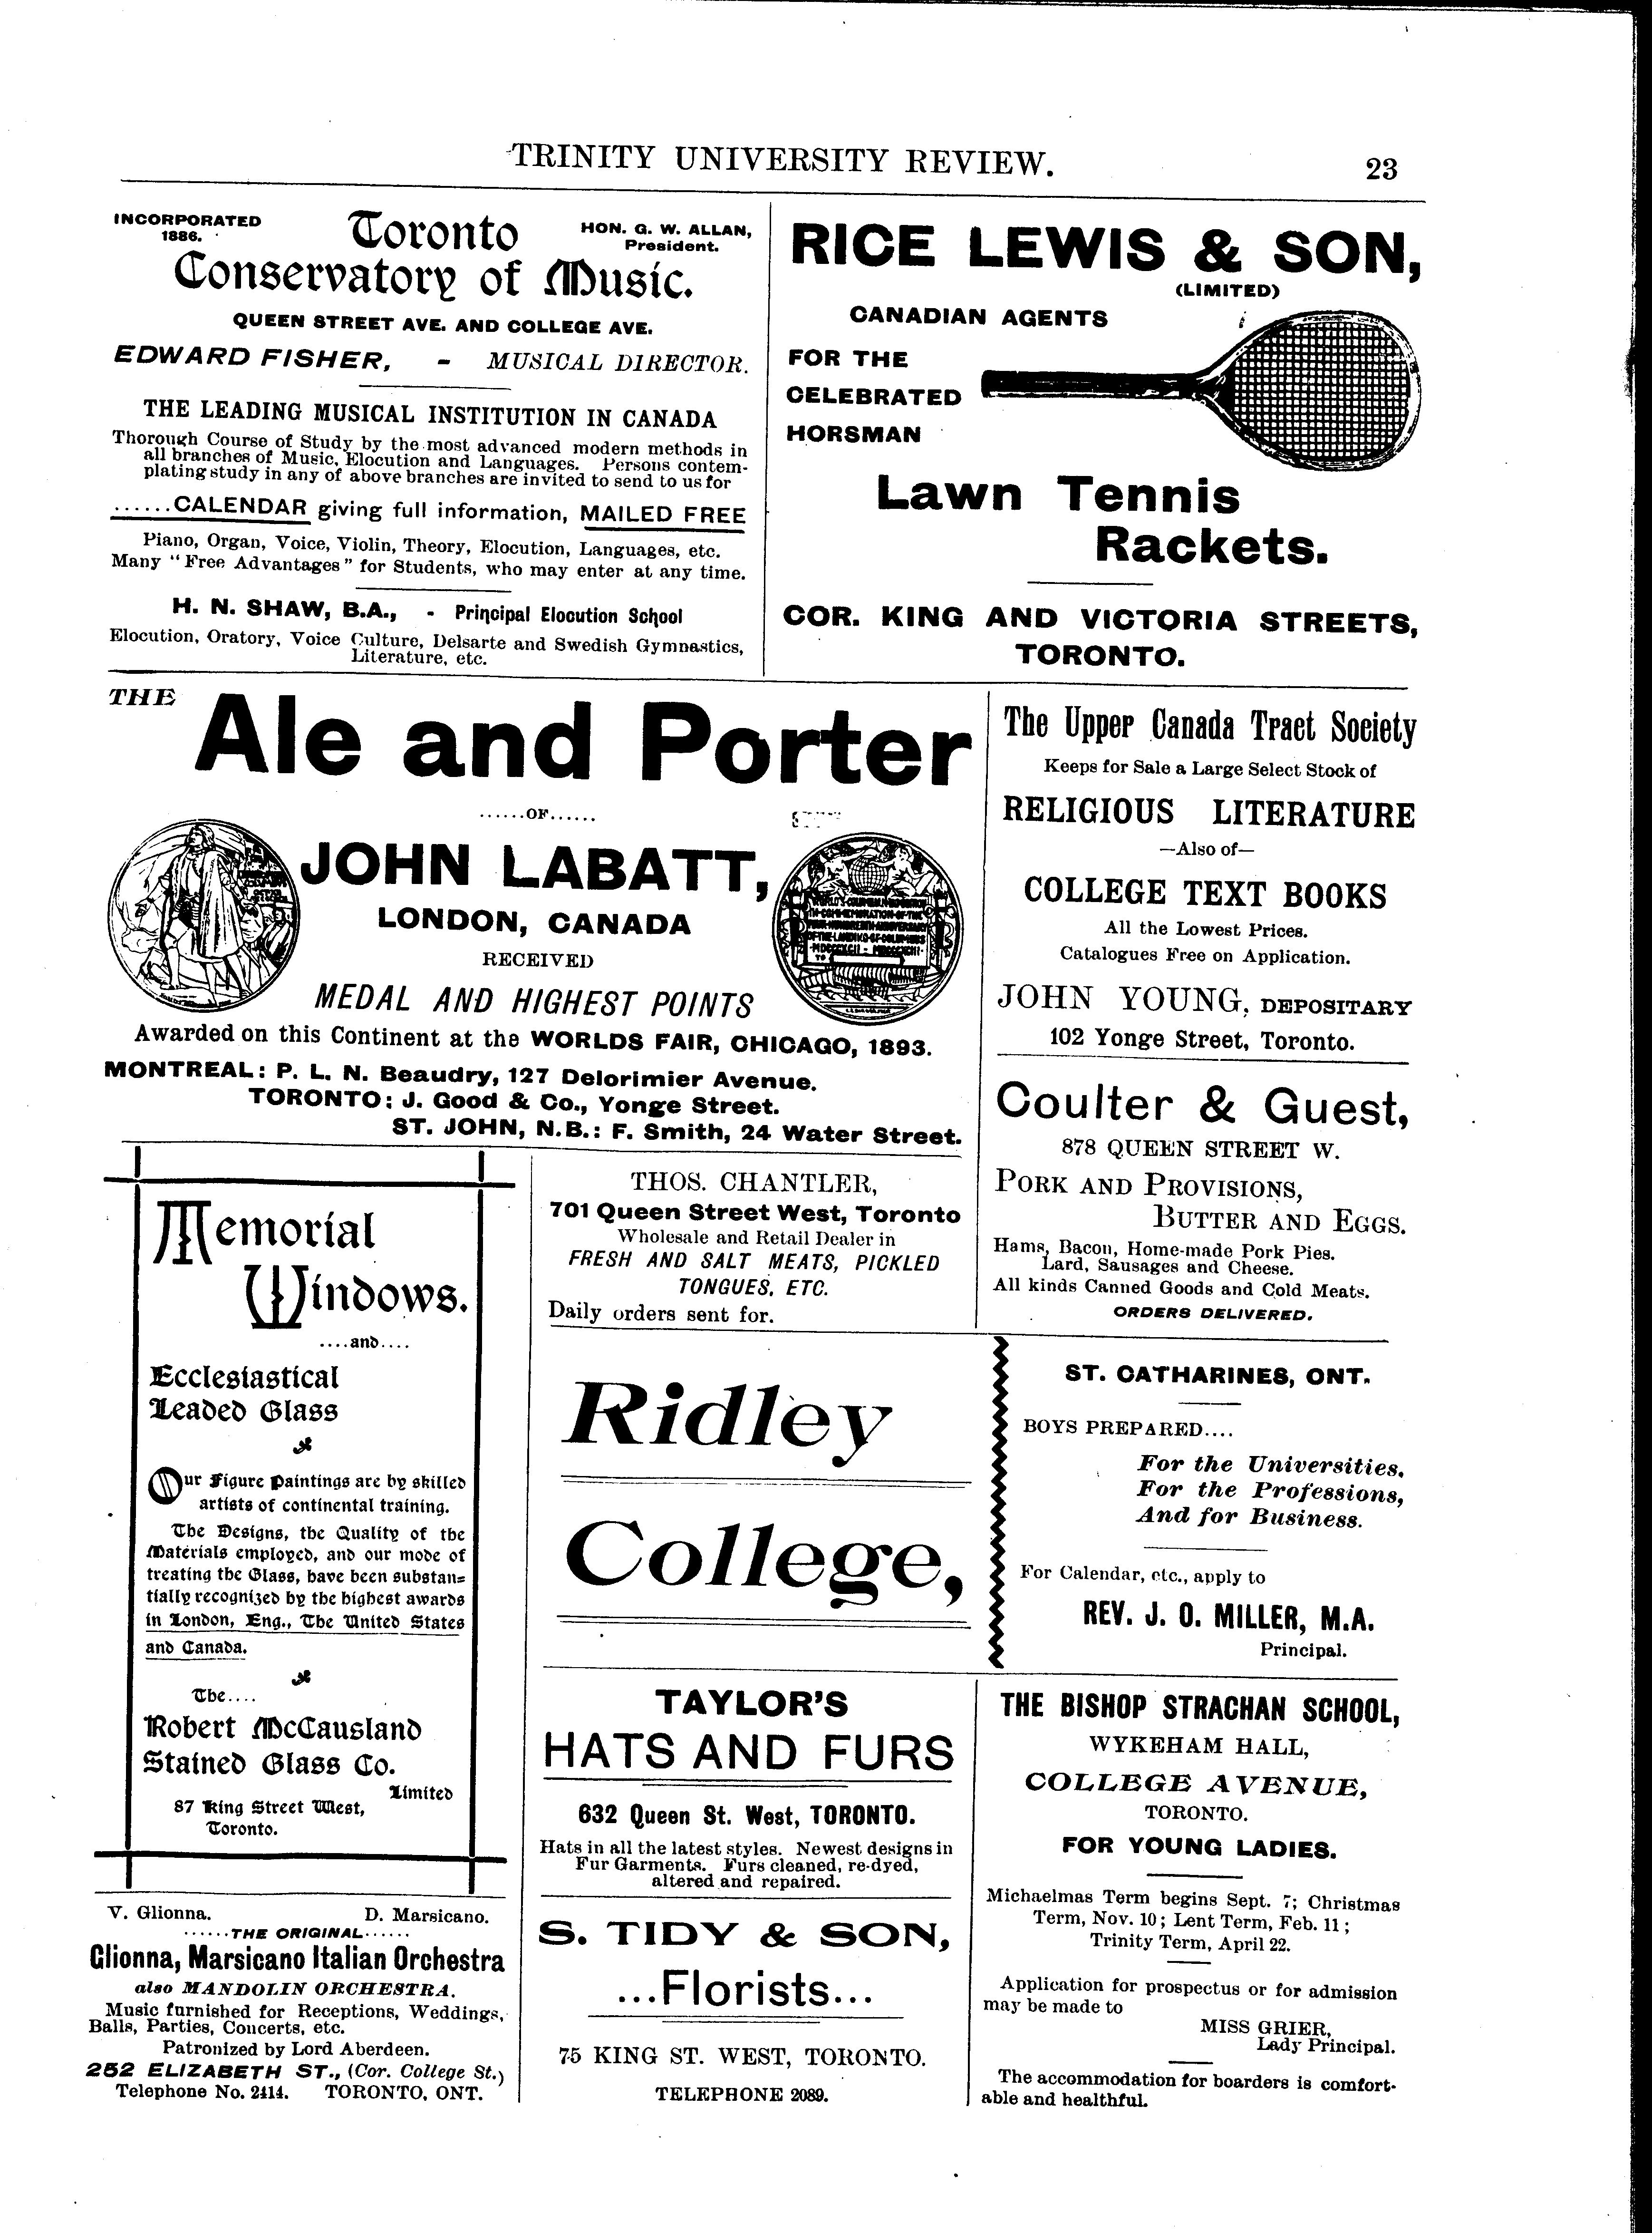 TRINITY UNIVERSITY REVIEW.
23
INCORPORATED
1886.
Toronto
HON. G. W. ALLAN,
President.
Conservatory of Music.
QUEEN STREET AVE. AND COLLEGE AVE.
EDWARD FISHER, - MUSICAL DIRECTOR.
THE LEADING MUSICAL INSTITUTION IN CANADA
Thorough Course of Study by the most advanced modern methods in
all branches of Music, Elocution and Languages. Persons contem-
plating study in any of above branches are invited to send to us for
......CALENDAR giving full information, MAILED FREE
Piano, Organ, Voice, Violin, Theory, Elocution, Languages, etc.
Many "Free Advantages" for Students, who may enter at any time.
H. N. SHAW, B.A., - Principal Elocution School
Elocution, Oratory, Voice Culture, Delsarte and Swedish Gymnastics,
Literature, etc.
RICE LEWIS & SON,
(LIMITED)
CANADIAN AGENTS
FOR THE
CELEBRATED
HORSMAN
Lawn Tennis
Rackets.
COR. KING AND VICTORIA STREETS,
TORONTO.
THE
Ale and Porter
......OF......
JOHN LABATT,
LONDON, CANADA
RECEIVED
MEDAL AND HIGHEST POINTS
Awarded on this Continent at the WORLDS FAIR, CHICAGO, 1893.
MONTREAL: P. L. N. Beaudry, 127 Delorimier Avenue.
TORONTO: J. Good & Co., Yonge Street.
ST. JOHN, N.B.: F. Smith, 24 Water Street.
WORLD'S COLUMBIAN EXPOSITION
IN COMMEMORATION OF THE
FOUR HUNDREDTH ANNIVERSARY
OF THE LANDING OF COLUMBUS
MDCCCXCII MDCCCXCIII
TO
The Upper Canada Tract Society
Keeps for Sale a Large Select Stock of
RELIGIOUS LITERATURE
—Also of—
COLLEGE TEXT BOOKS
All the Lowest Prices.
Catalogues Free on Application.
JOHN YOUNG, DEPOSITARY
102 Yonge Street, Toronto.
Coulter & Guest,
878 QUEEN STREET W.
PORK AND PROVISIONS,
BUTTER AND EGGS.
Hams, Bacon, Home-made Pork Pies.
Lard, Sausages and Cheese.
All kinds Canned Goods and Cold Meats.
ORDERS DELIVERED.
Memorial
Windows.
....and....
Ecclesiastical
Leaded Glass
Our Figure Paintings are by skilled
artists of continental training.
The Designs, the Quality of the
Materials employed, and our mode of
treating the Glass, have been substan=
tially recognized by the highest awards
in London, Eng., The United States
and Canada.
The....
Robert McCausland
Stained Glass Co.
Limited
87 King Street West,
Toronto.
THOS. CHANTLER,
701 Queen Street West, Toronto
Wholesale and Retail Dealer in
FRESH AND SALT MEATS, PICKLED
TONGUES, ETC.
Daily orders sent for.
Ridley
College,
ST. CATHARINES, ONT.
BOYS PREPARED....
For the Universities,
For the Professions,
And for Business.
For Calendar, etc., apply to
REV. J. O. MILLER, M.A.
Principal.
TAYLOR'S
HATS AND FURS
632 Queen St. West, TORONTO.
Hats in all the latest styles. Newest designs in
Fur Garments. Furs cleaned, re-dyed,
altered and repaired.
THE BISHOP STRACHAN SCHOOL,
WYKEHAM HALL,
COLLEGE AVENUE,
TORONTO.
FOR YOUNG LADIES.
Michaelmas Term begins Sept. 7; Christmas
Term, Nov. 10; Lent Term, Feb. 11;
Trinity Term, April 22.
Application for prospectus or for admission
may be made to
MISS GRIER,
Lady Principal.
The accommodation for boarders is comfort-
able and healthful.
V. Glionna. D. Marsicano.
......THE ORIGINAL......
Glionna, Marsicano Italian Orchestra
also MANDOLIN ORCHESTRA.
Music furnished for Receptions, Weddings,
Balls, Parties, Concerts, etc.
Patronized by Lord Aberdeen.
252 ELIZABETH ST., (Cor. College St.)
Telephone No. 2414. TORONTO, ONT.
S. TIDY & SON,
...Florists...
75 KING ST. WEST, TORONTO.
TELEPHONE 2089.